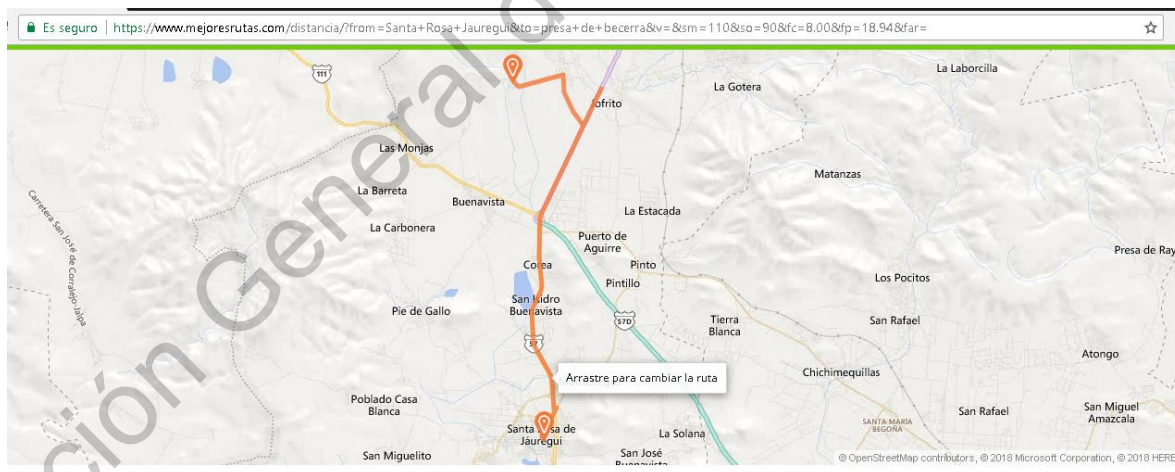 Es seguro | https://www.mejoresrutas.com/distancia/?from=Santa+Rosa+Jauregui&to=presa+de+becerra&v=&sm=110&so=90&fc=8.00&fp=18.94&far=
111
La Laborcilla
La Gotera
Jofrito
Las Monjas
Matanzas
La Barreta
Buenavista
La Estacada
Carretera San José de Corralejo-Jalpa
La Carbonera
Puerto de
Aguirre
Presa de Ray
Corea
Pinto
Pintillo
Los Pocitos
San Isidro
Buenavista
Pie de Gallo
57D
Tierra
Blanca
San Rafael
57
Atongo
Arrastre para cambiar la ruta
Chichimequillas
Poblado Casa
Blanca
San Rafael
San Miguel
Amazcala
SANTA MARÍA
BEGOÑA
Santa Rosa de
Jáuregui
La Solana
San Miguelito
San José
Buenavista
© OpenStreetMap contributors, © 2018 Microsoft Corporation, © 2018 HERE
ción General d